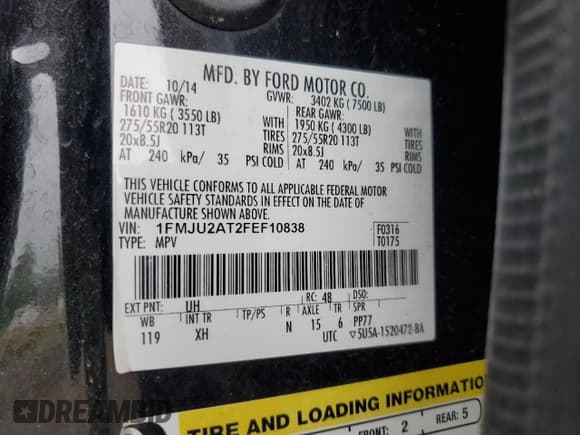 MFD. BY FORD MOTOR CO.
DATE: 10/14 GVWR: 3402 KG ( 7500 LB)
FRONT GAWR: REAR GAWR:
1610 KG ( 3550 LB) WITH 1950 KG ( 4300 LB) WITH
275/55R20 113T TIRES 275/55R20 113T TIRES
20x8.5J RIMS 20x8.5J RIMS
AT 240 kPa/ 35 PSI COLD AT 240 kPa/ 35 PSI COLD
THIS VEHICLE CONFORMS TO ALL APPLICABLE FEDERAL MOTOR
VEHICLE SAFETY STANDARDS IN EFFECT ON THE DATE OF
MANUFACTURE SHOWN ABOVE.
VIN: 1FMJU2AT2FEF10838 F0316
TYPE: MPV T0175
EXT PNT: UH RC: 48 DSO:
WB INT TR TP/PS R AXLE TR SPR
119 XH N 15 6 PP77
UTC ▽5U5A-1520472-BA
TIRE AND LOADING INFORMATIO
FRONT: 2 REAR: 5
DREAMBID